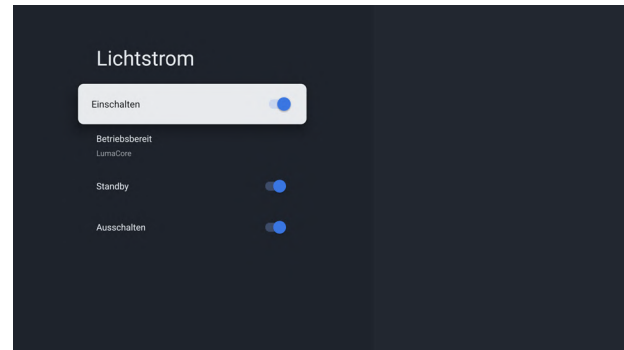 Lichtstrom
Einschalten
Betriebsbereit
LumaCore
Standby
Ausschalten